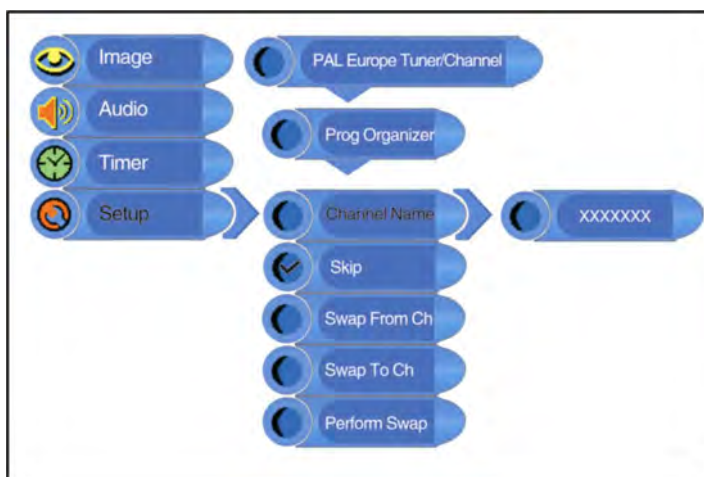 Image
Audio
Timer
Setup
PAL Europe Tuner/Channel
Prog Organizer
Channel Name
Skip
Swap From Ch
Swap To Ch
Perform Swap
XXXXXXX